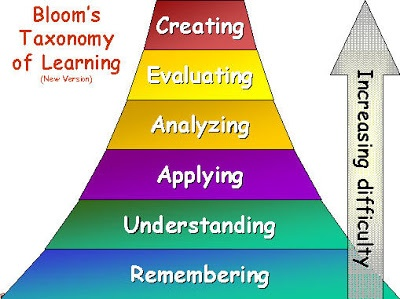 Bloom's
Taxonomy
of Learning
(New Version)
Creating
Evaluating
Analyzing
Applying
Understanding
Remembering
Increasing difficulty